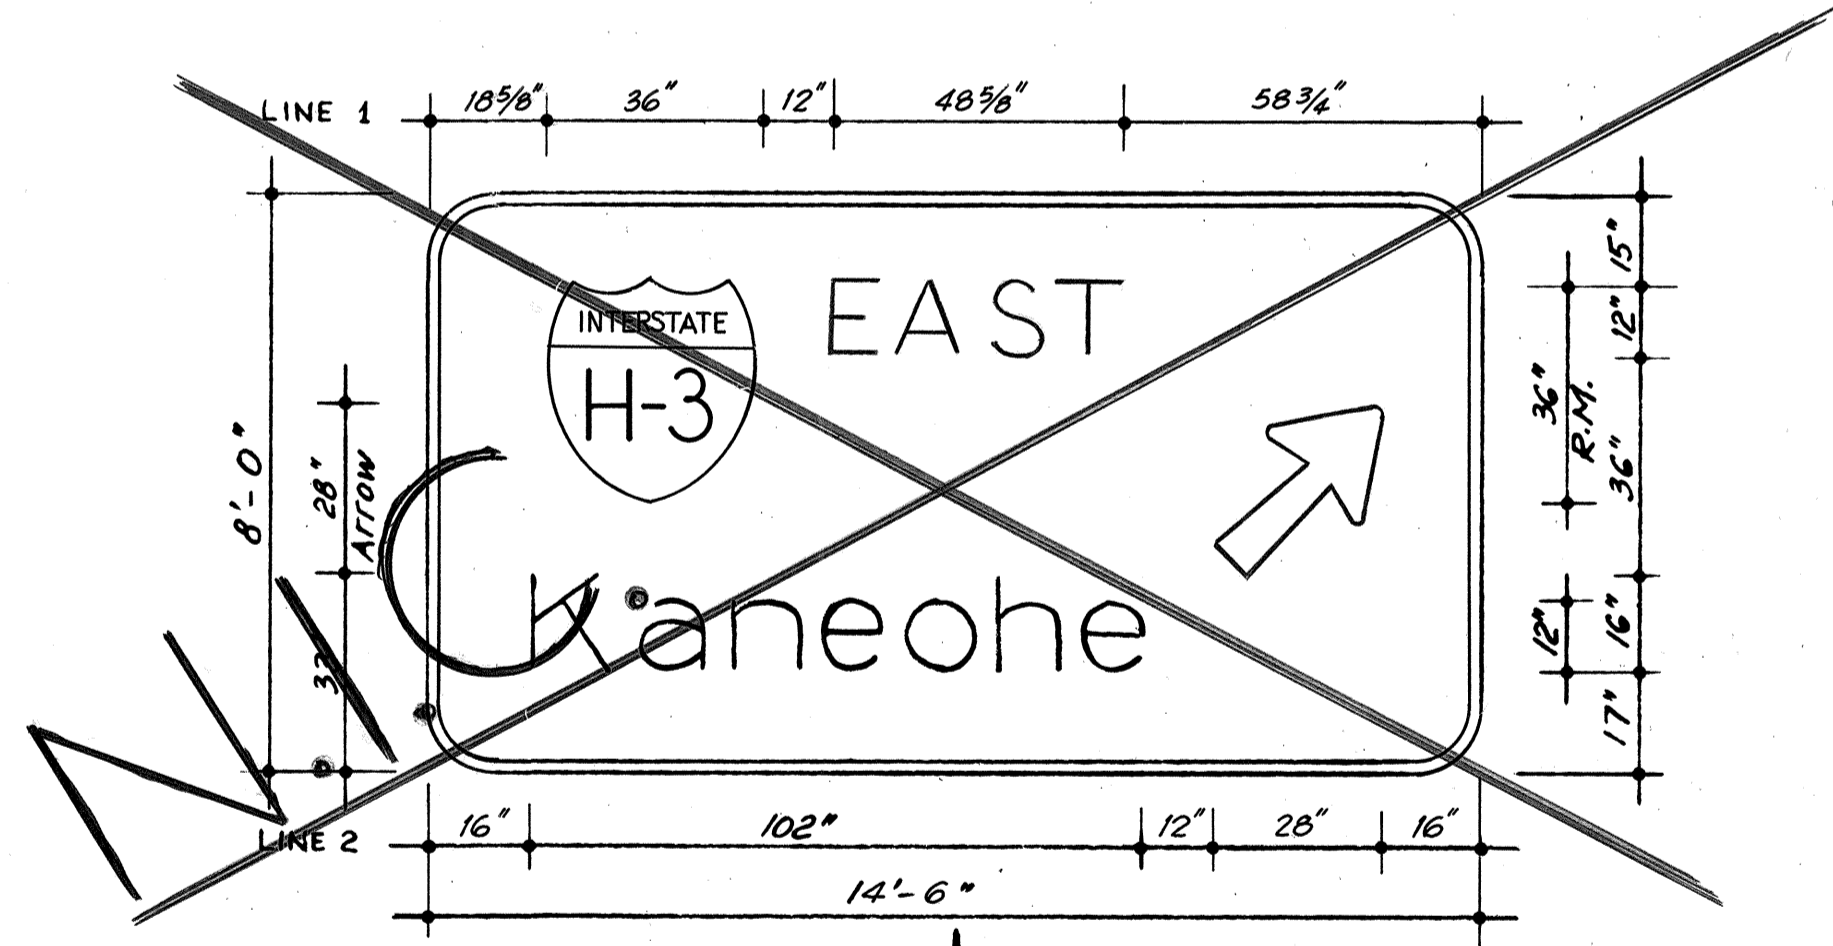 LINE 1 18 5/8" 36" 12" 48 5/8" 58 3/4"
INTERSTATE
H-3
EAST
Kaneohe
8'-0"
28"
Arrow
15"
12"
36"
16"
17"
36"
R.M.
12"
N.I.C.
LINE 2 16" 102" 12" 28" 16"
14'-6"